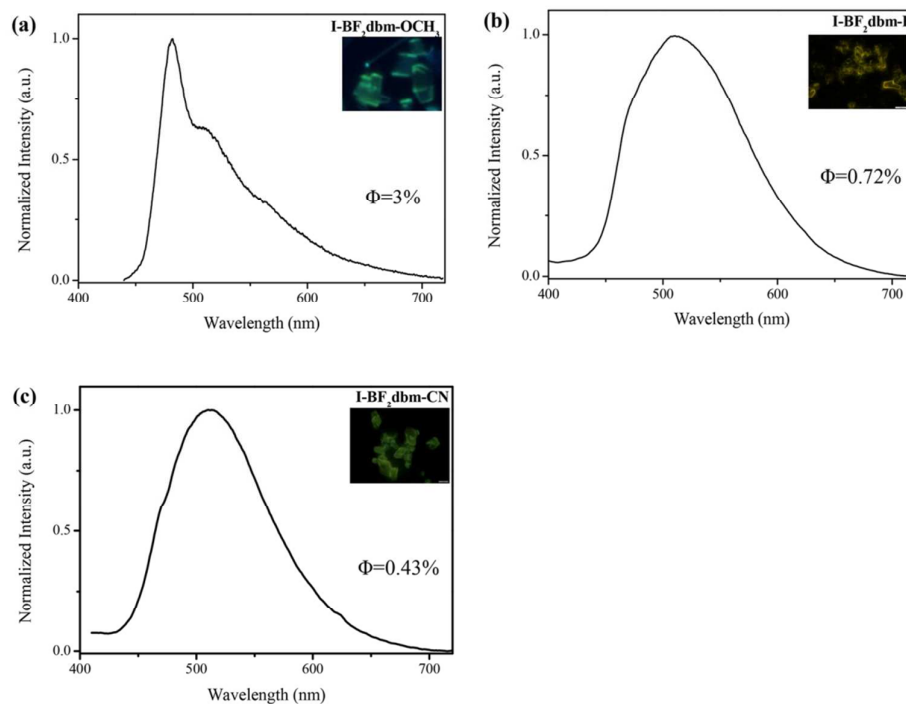 (a)
I-BF₂dbm-OCH₃
Φ=3%
Normalized Intensity (a.u.)
1.0
0.5
0.0
400 500 600 700
Wavelength (nm)
(b)
Φ=0.72%
Normalized Intensity (a.u.)
1.0
0.5
0.0
400 500 600 700
Wavelength (nm)
(c)
I-BF₂dbm-CN
Φ=0.43%
Normalized Intensity (a.u.)
1.0
0.5
0.0
400 500 600 700
Wavelength (nm)